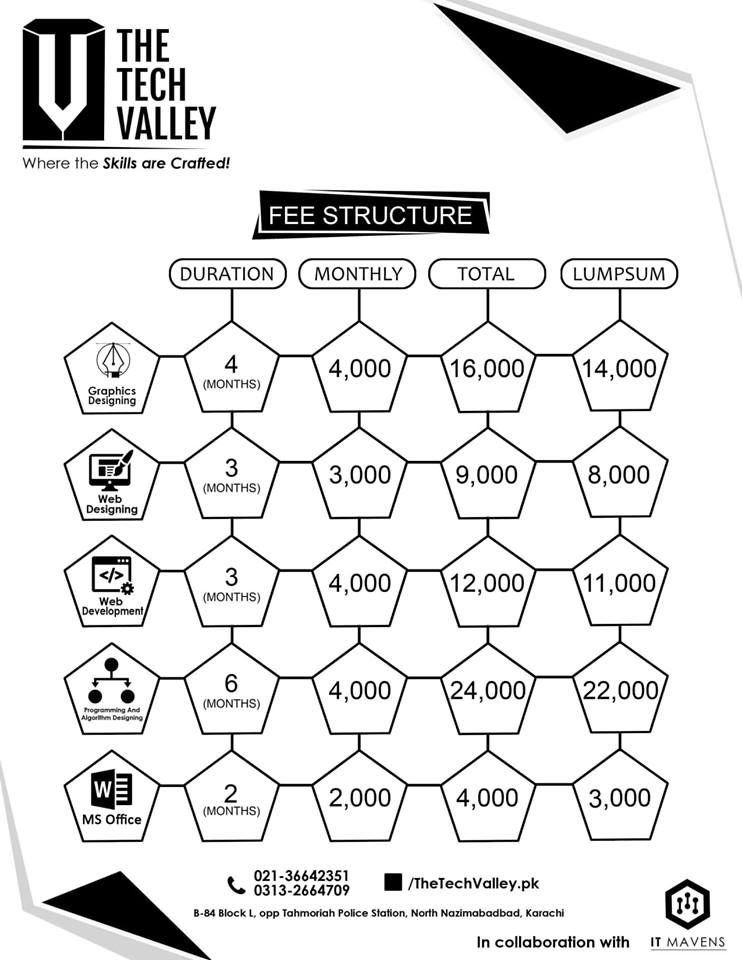 THE
TECH
VALLEY
Where the Skills are Crafted!
FEE STRUCTURE
DURATION MONTHLY TOTAL LUMPSUM
Graphics
Designing
4
(MONTHS)
4,000
16,000
14,000
Web
Designing
3
(MONTHS)
3,000
9,000
8,000
</>
Web
Development
3
(MONTHS)
4,000
12,000
11,000
Programming And
Algorithm Designing
6
(MONTHS)
4,000
24,000
22,000
W
MS Office
2
(MONTHS)
2,000
4,000
3,000
021-36642351
0313-2664709
/TheTechValley.pk
B-84 Block L, opp Tahmoriah Police Station, North Nazimabadbad, Karachi
In collaboration with IT MAVENS